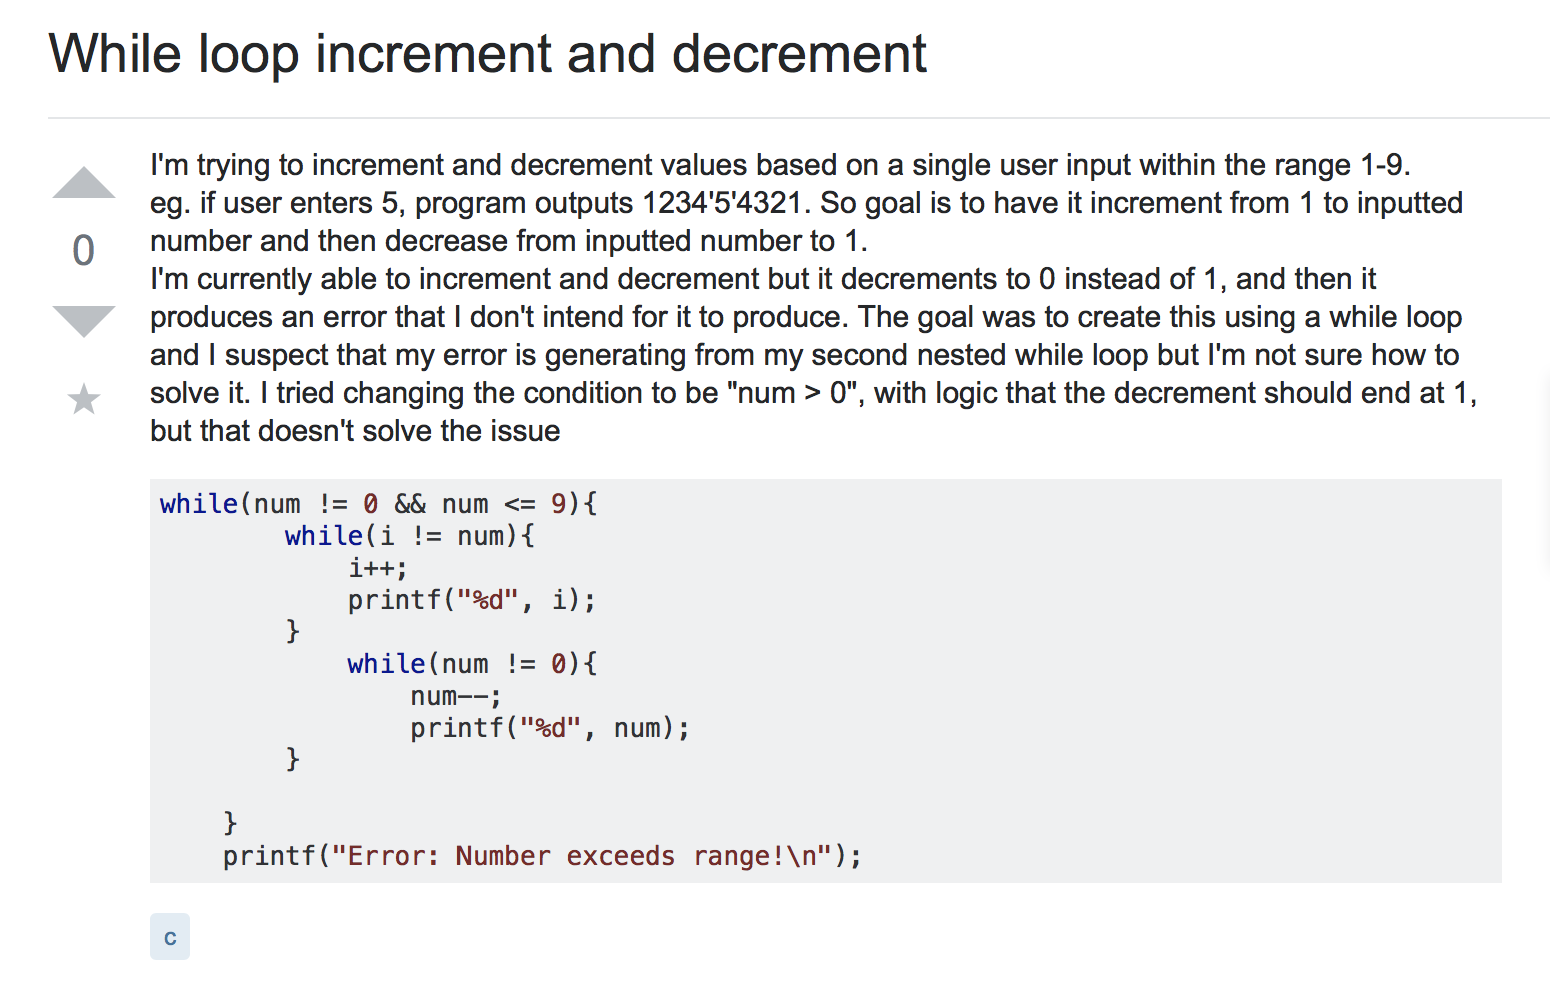 While loop increment and decrement
I'm trying to increment and decrement values based on a single user input within the range 1-9.
eg. if user enters 5, program outputs 1234'5'4321. So goal is to have it increment from 1 to inputted
number and then decrease from inputted number to 1.
0
I'm currently able to increment and decrement but it decrements to 0 instead of 1, and then it
produces an error that I don't intend for it to produce. The goal was to create this using a while loop
and I suspect that my error is generating from my second nested while loop but I'm not sure how to
solve it. I tried changing the condition to be "num > 0", with logic that the decrement should end at 1,
but that doesn't solve the issue
while(num != 0 && num <= 9){
        while(i != num){
            i++;
            printf("%d", i);
        }
            while(num != 0){
                num--;
                printf("%d", num);
        }
    }
    printf("Error: Number exceeds range!\n");
c